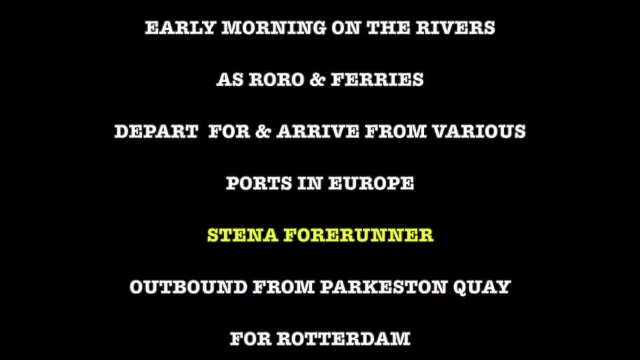 EARLY MORNING ON THE RIVERS
AS RORO & FERRIES
DEPART FOR & ARRIVE FROM VARIOUS
PORTS IN EUROPE
STENA FORERUNNER
OUTBOUND FROM PARKESTON QUAY
FOR ROTTERDAM